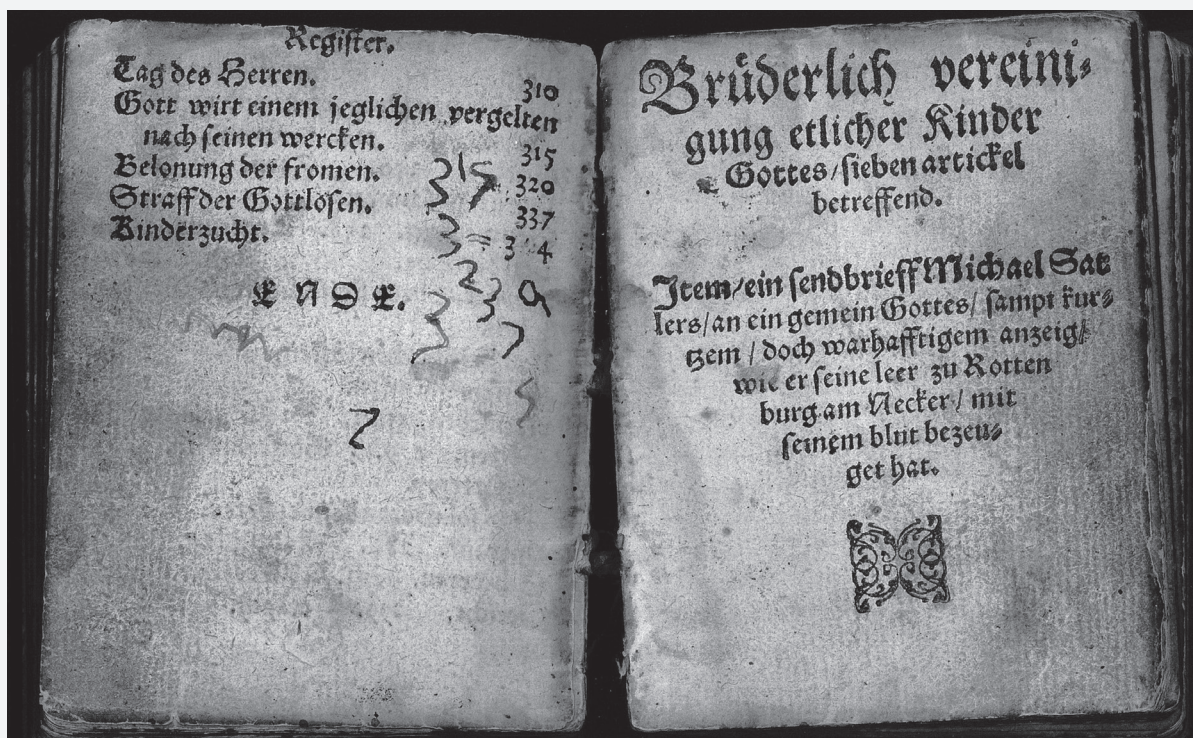 Register.
Tag des Herren. 310
Gott wirt einem jeglichen vergelten
nach seinen wercken. 315
Belonung der fromen. 320
Straff der Gottlosen. 337
Kinderzucht. 3 4
E N D E.
Brüderlich vereini⸗
gung etlicher Kinder
Gottes/sieben artickel
betreffend.
Item/ein sendbrieff Michael Sat
lers/an ein gemein Gottes/ sampt kur⸗
tzem / doch warhafftigem anzeig/
wie er seine leer zu Rotten
burg am Necker/ mit
seinem blut bezeu⸗
get hat.